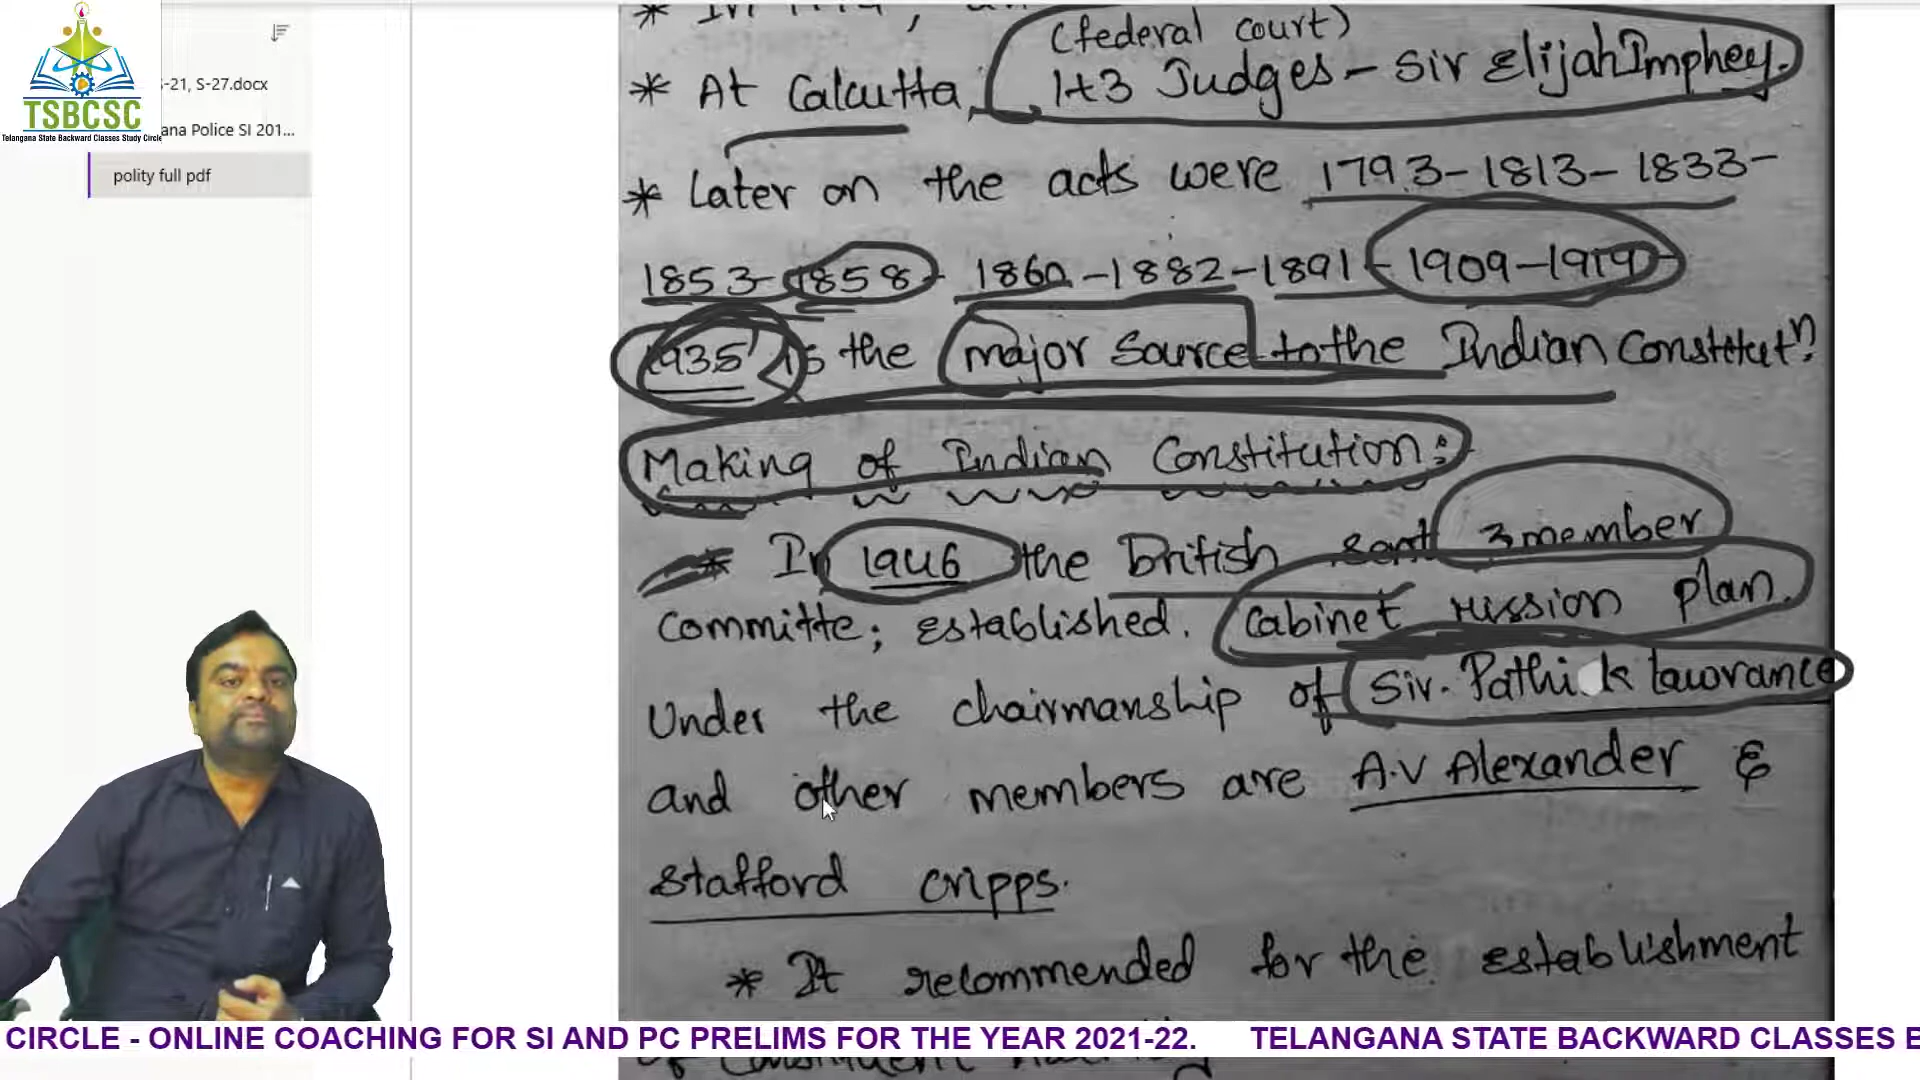 TSBCSC
Telangana State Backward Classes Study Circle
-21, S-27.docx
ana Police SI 201...
polity full pdf
(federal court)
* At Calcutta, 1+3 Judges - Sir Elijah Imphey.
* Later on the acts were 1793-1813-1833-
1853-1858- 1860-1882-1891-1909-1919-
1935 is the major source to the Indian Constitutn?
Making of Indian Constitution:
* In 1946 the British sent 3 member
Committe; established. Cabinet mission plan.
Under the chairmanship of Sir. Pathik lawrance
and other members are A.V Alexander &
Stafford cripps.
* It recommended for the establishment
CIRCLE - ONLINE COACHING FOR SI AND PC PRELIMS FOR THE YEAR 2021-22. TELANGANA STATE BACKWARD CLASSES